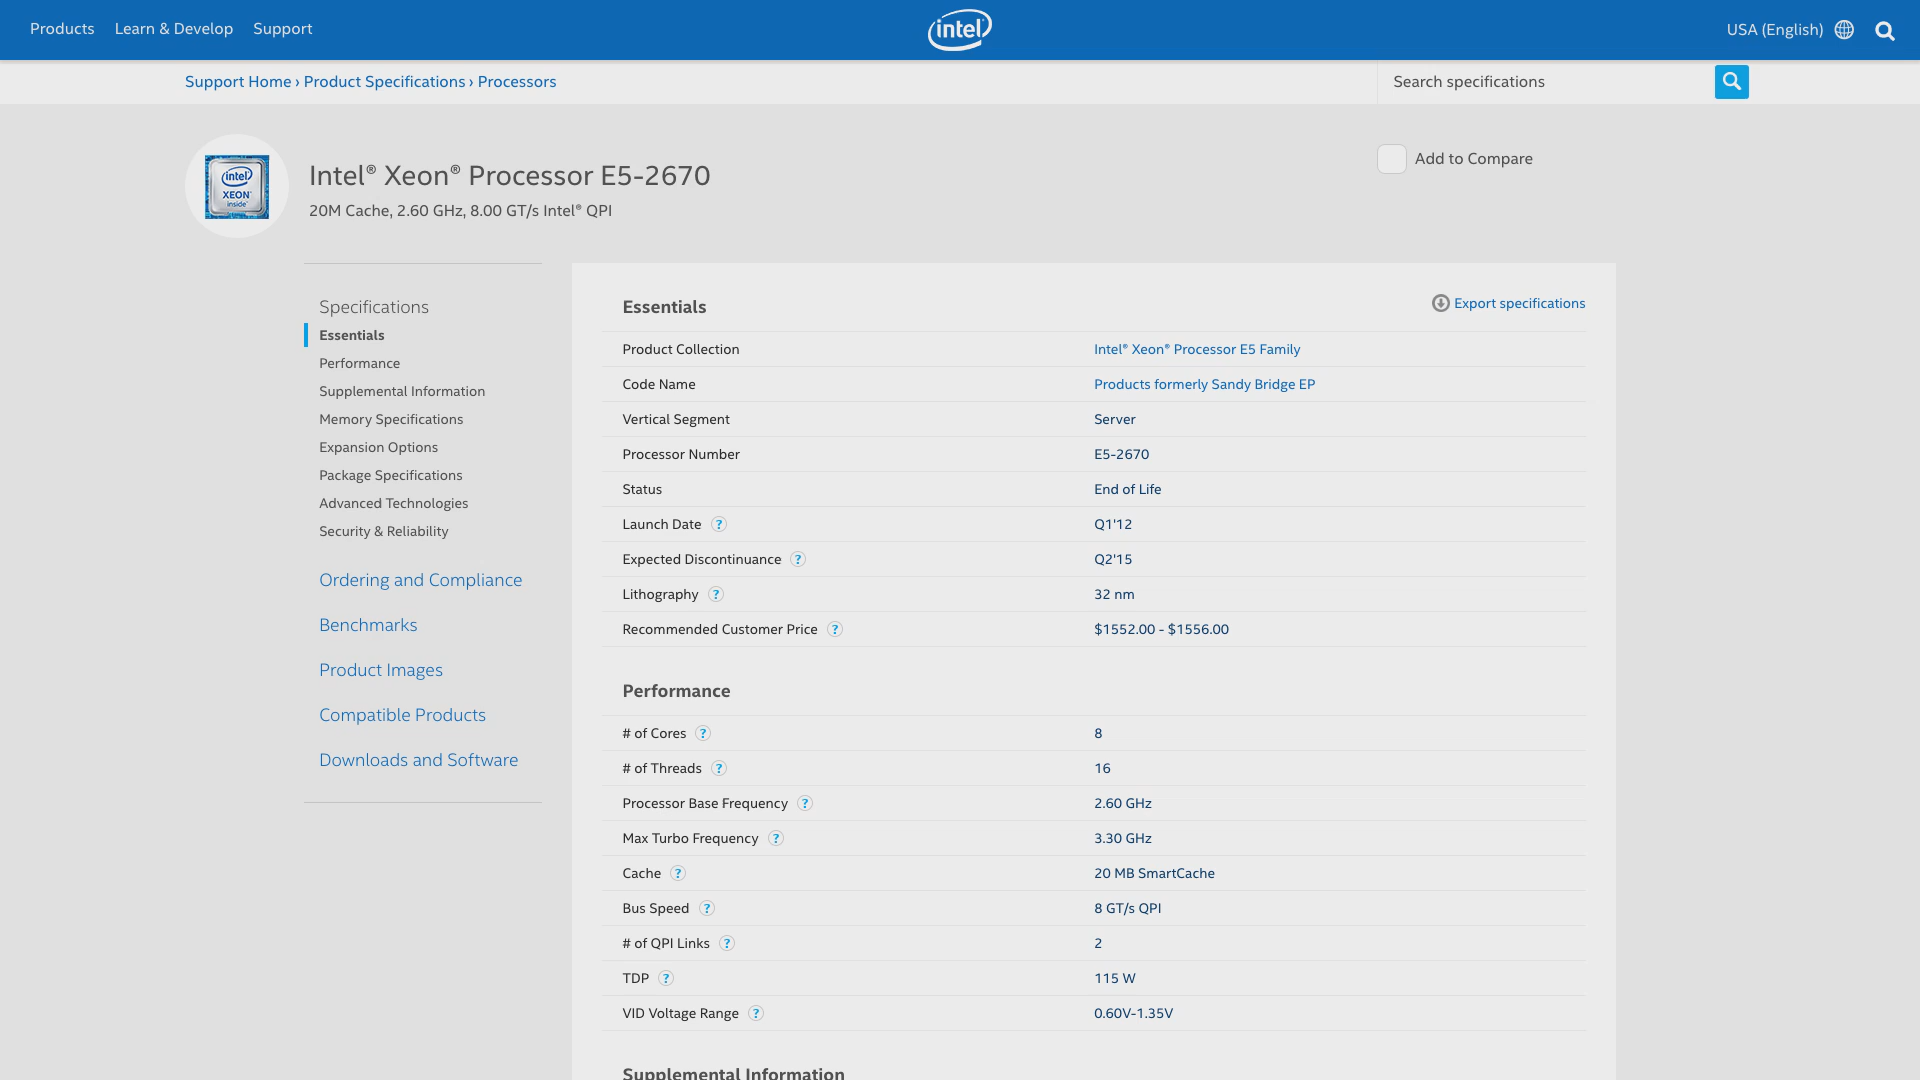 Products Learn & Develop Support
intel
USA (English)
Support Home › Product Specifications › Processors
Search specifications
intel
XEON
inside
Intel® Xeon® Processor E5-2670
20M Cache, 2.60 GHz, 8.00 GT/s Intel® QPI
Add to Compare
Specifications
Essentials
Performance
Supplemental Information
Memory Specifications
Expansion Options
Package Specifications
Advanced Technologies
Security & Reliability
Ordering and Compliance
Benchmarks
Product Images
Compatible Products
Downloads and Software
Essentials
Export specifications
Product Collection Intel® Xeon® Processor E5 Family
Code Name Products formerly Sandy Bridge EP
Vertical Segment Server
Processor Number E5-2670
Status End of Life
Launch Date ? Q1'12
Expected Discontinuance ? Q2'15
Lithography ? 32 nm
Recommended Customer Price ? $1552.00 - $1556.00
Performance
# of Cores ? 8
# of Threads ? 16
Processor Base Frequency ? 2.60 GHz
Max Turbo Frequency ? 3.30 GHz
Cache ? 20 MB SmartCache
Bus Speed ? 8 GT/s QPI
# of QPI Links ? 2
TDP ? 115 W
VID Voltage Range ? 0.60V-1.35V
Supplemental Information